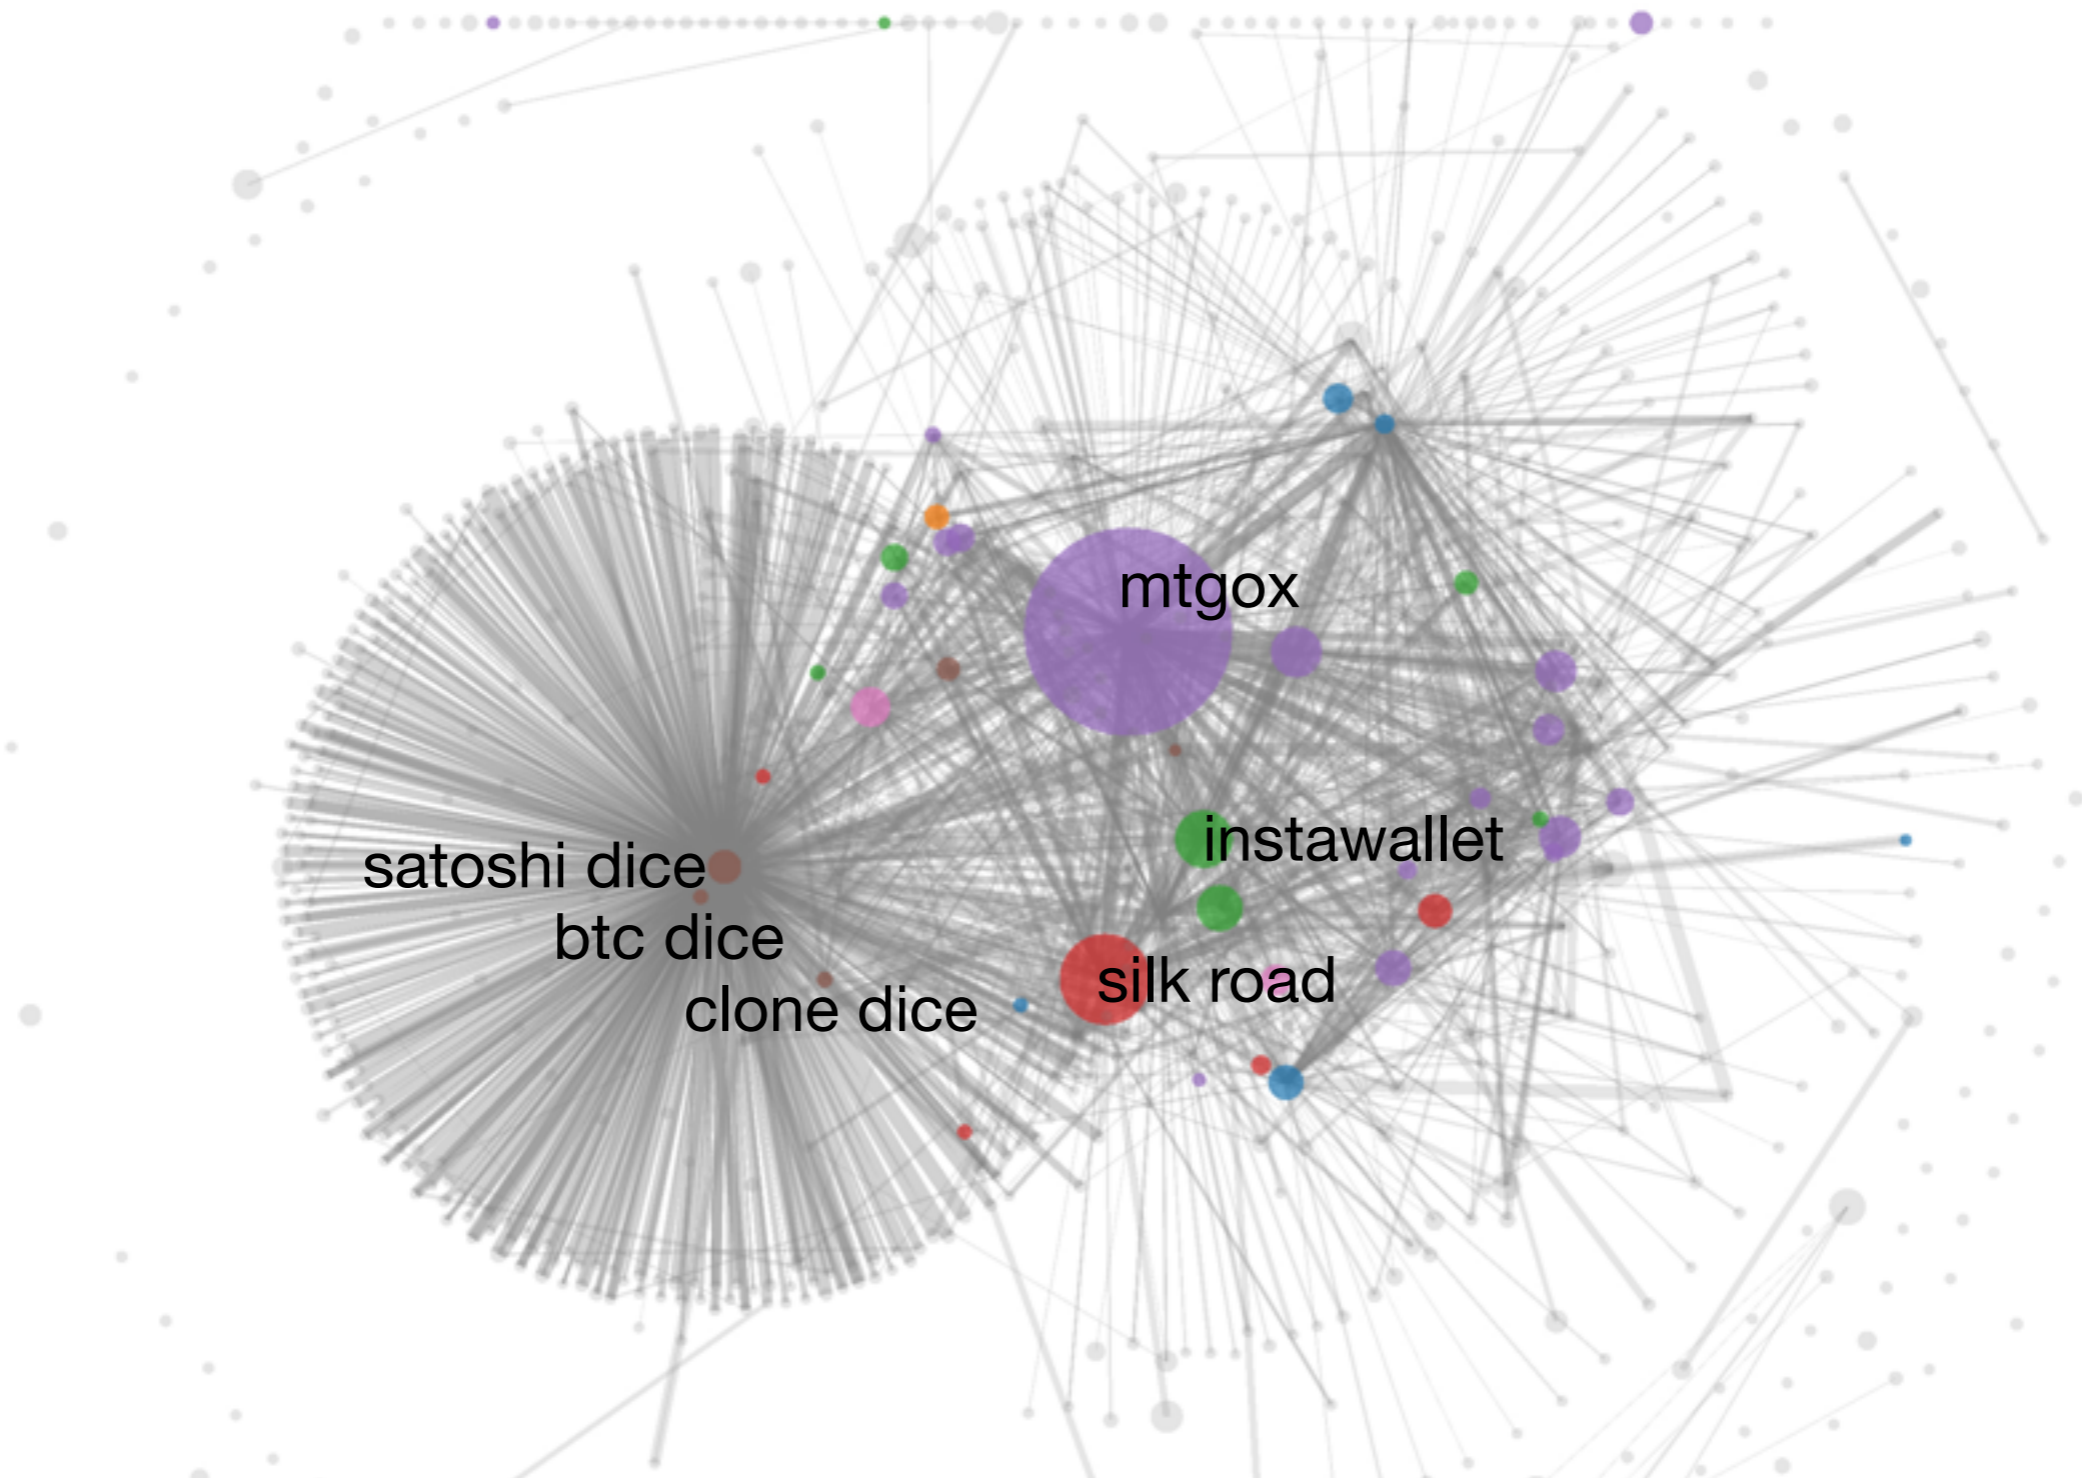 mtgox
instawallet
satoshi dice
btc dice
silk road
clone dice